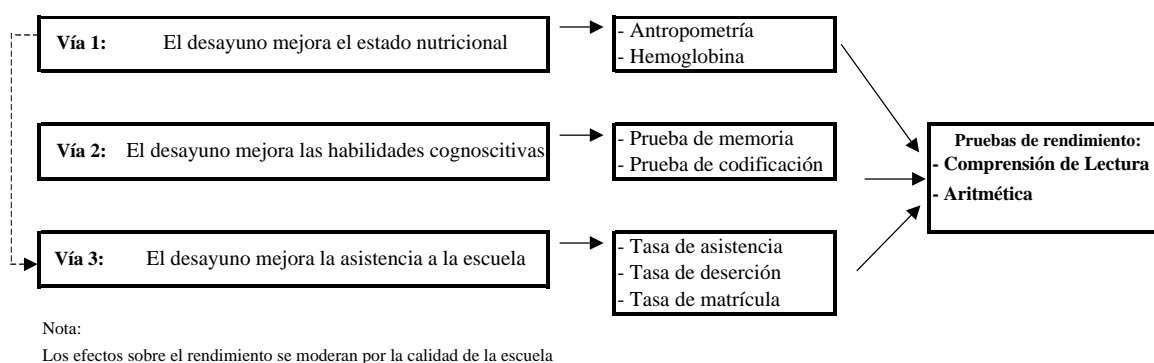 Vía 1: El desayuno mejora el estado nutricional
- Antropometría
- Hemoglobina
Vía 2: El desayuno mejora las habilidades cognoscitivas
- Prueba de memoria
- Prueba de codificación
Pruebas de rendimiento:
- Comprensión de Lectura
- Aritmética
Vía 3: El desayuno mejora la asistencia a la escuela
- Tasa de asistencia
- Tasa de deserción
- Tasa de matrícula
Nota:
Los efectos sobre el rendimiento se moderan por la calidad de la escuela